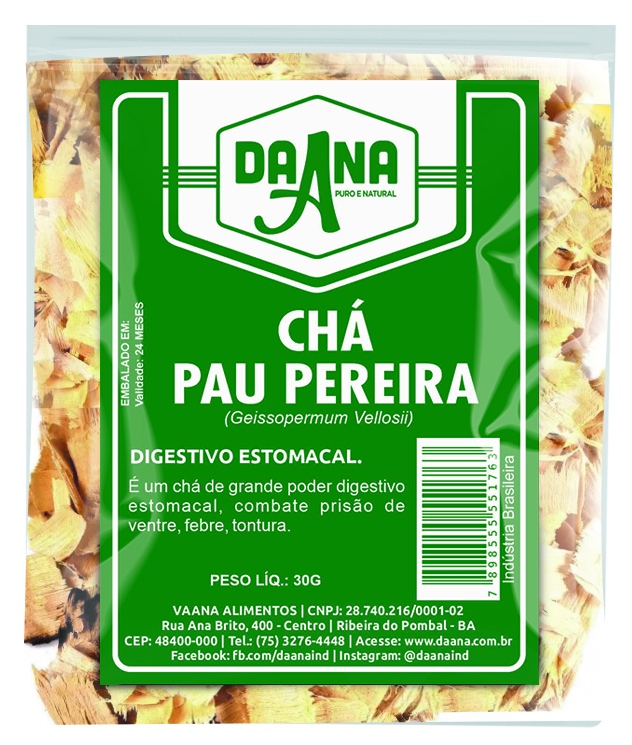 DAANA
PURO E NATURAL
CHÁ
PAU PEREIRA
(Geissopermum Vellosii)
EMBALADO EM:
Validade: 24 MESES
DIGESTIVO ESTOMACAL.
É um chá de grande poder digestivo
estomacal, combate prisão de
ventre, febre, tontura.
7 898555 551763
Indústria Brasileira
PESO LÍQ.: 30G
VAANA ALIMENTOS | CNPJ: 28.740.216/0001-02
Rua Ana Brito, 400 - Centro | Ribeira do Pombal - BA
CEP: 48400-000 | Tel.: (75) 3276-4448 | Acesse: www.daana.com.br
Facebook: fb.com/daanaind | Instagram: @daanaind